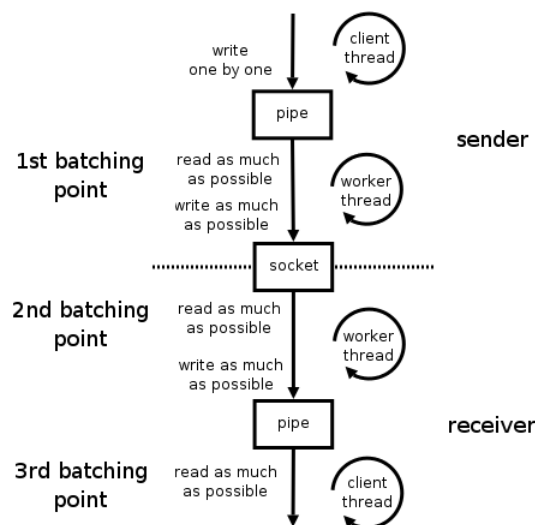 write
one by one
client
thread
pipe
sender
1st batching
point
read as much
as possible
write as much
as possible
worker
thread
socket
2nd batching
point
read as much
as possible
write as much
as possible
worker
thread
pipe
receiver
3rd batching
point
read as much
as possible
client
thread